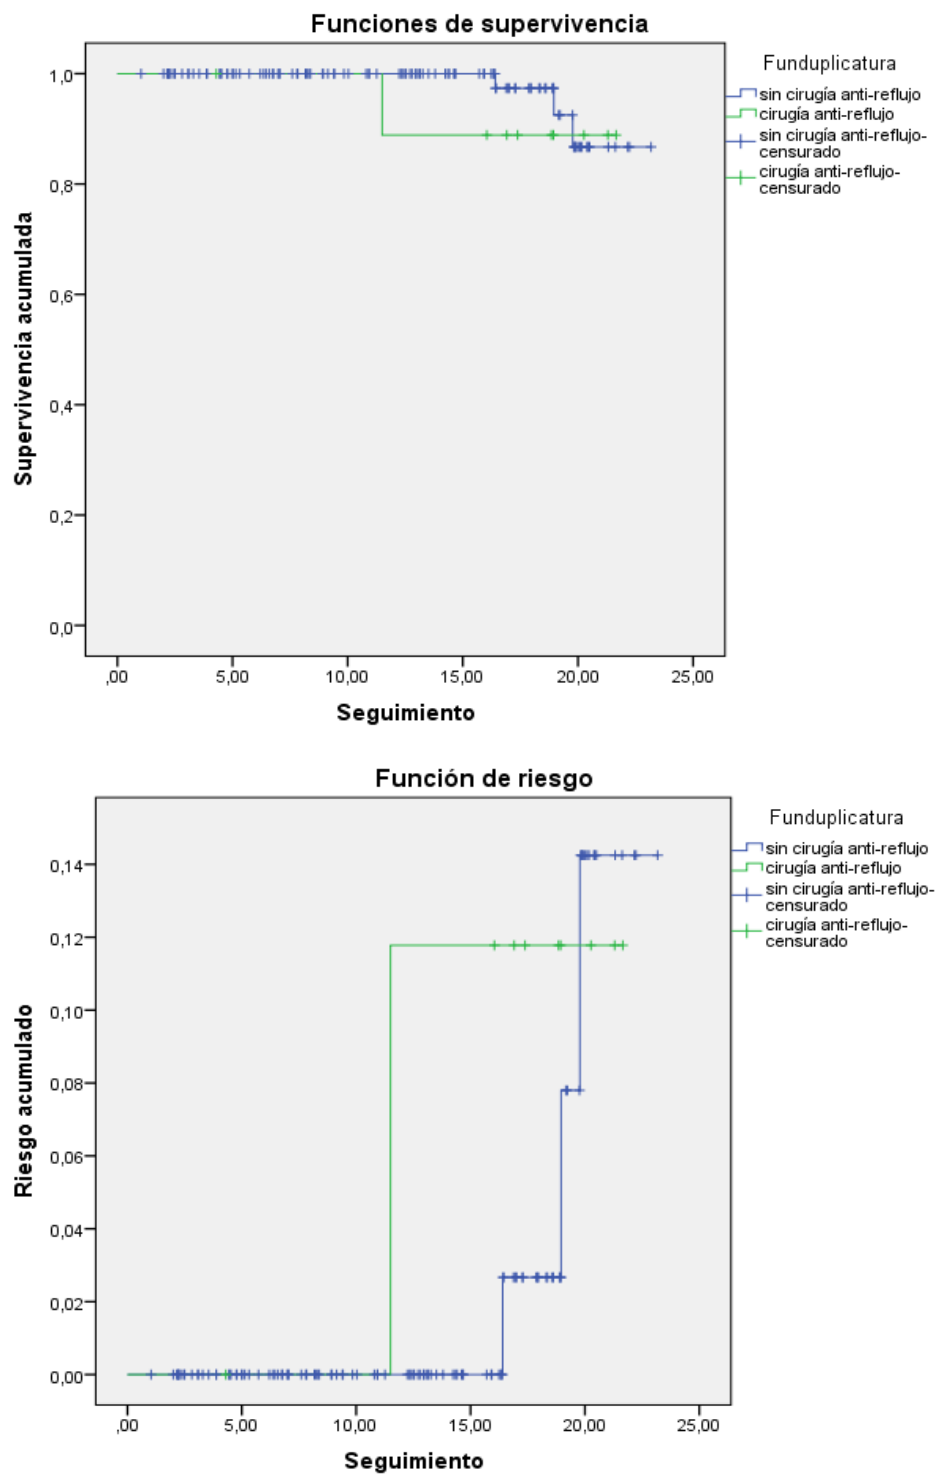 Funciones de supervivencia
Funduplicatura
sin cirugía anti-reflujo
cirugía anti-reflujo
sin cirugía anti-reflujo-
censurado
cirugía anti-reflujo-
censurado
Supervivencia acumulada
1,0
0,8
0,6
0,4
0,2
0,0
,00 5,00 10,00 15,00 20,00 25,00
Seguimiento
Función de riesgo
Funduplicatura
sin cirugía anti-reflujo
cirugía anti-reflujo
sin cirugía anti-reflujo-
censurado
cirugía anti-reflujo-
censurado
Riesgo acumulado
0,14
0,12
0,10
0,08
0,06
0,04
0,02
0,00
,00 5,00 10,00 15,00 20,00 25,00
Seguimiento